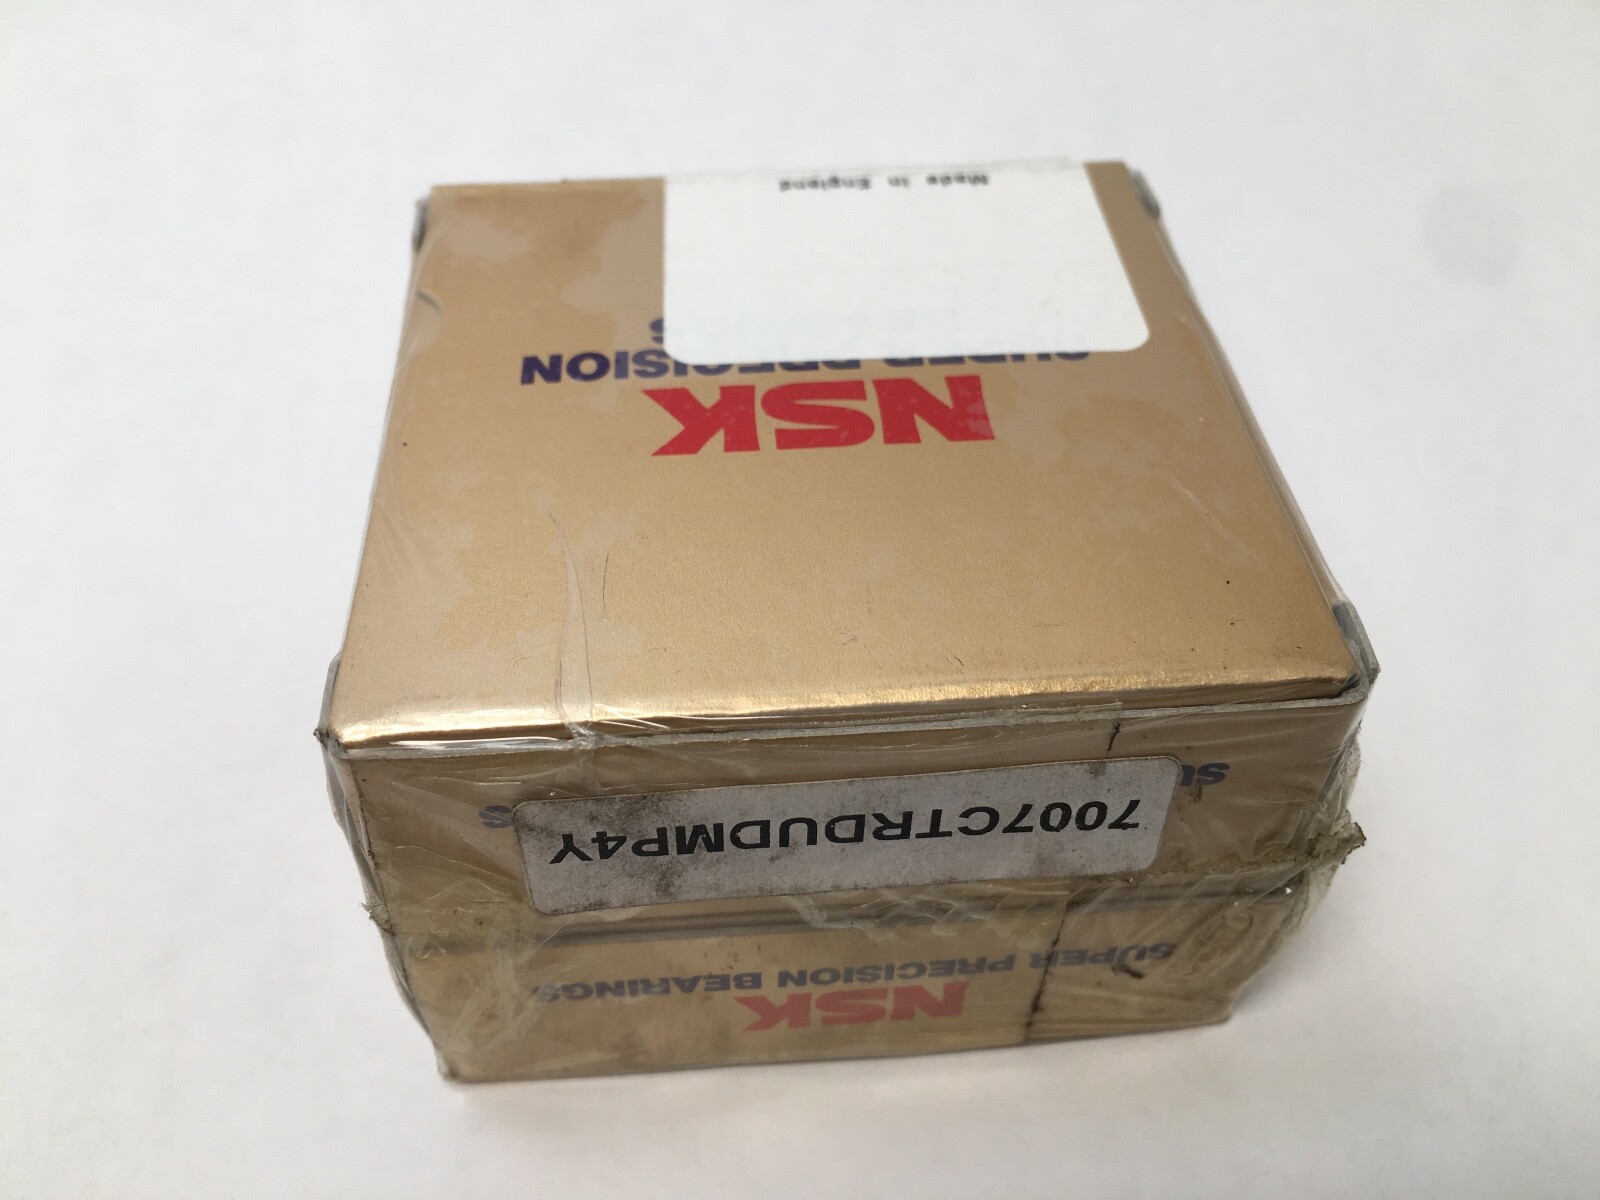 NSK
SUPER PRECISION
Made in England
NSK
SUPER PRECISION BEARINGS
7007CTRDUDMP4Y